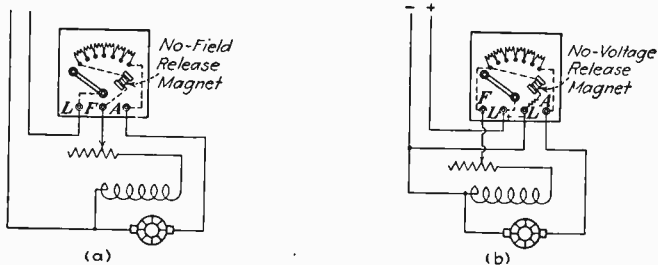 No-Field
Release
Magnet
L F A
(a)
- +
No-Voltage
Release
Magnet
F L + L A
(b)